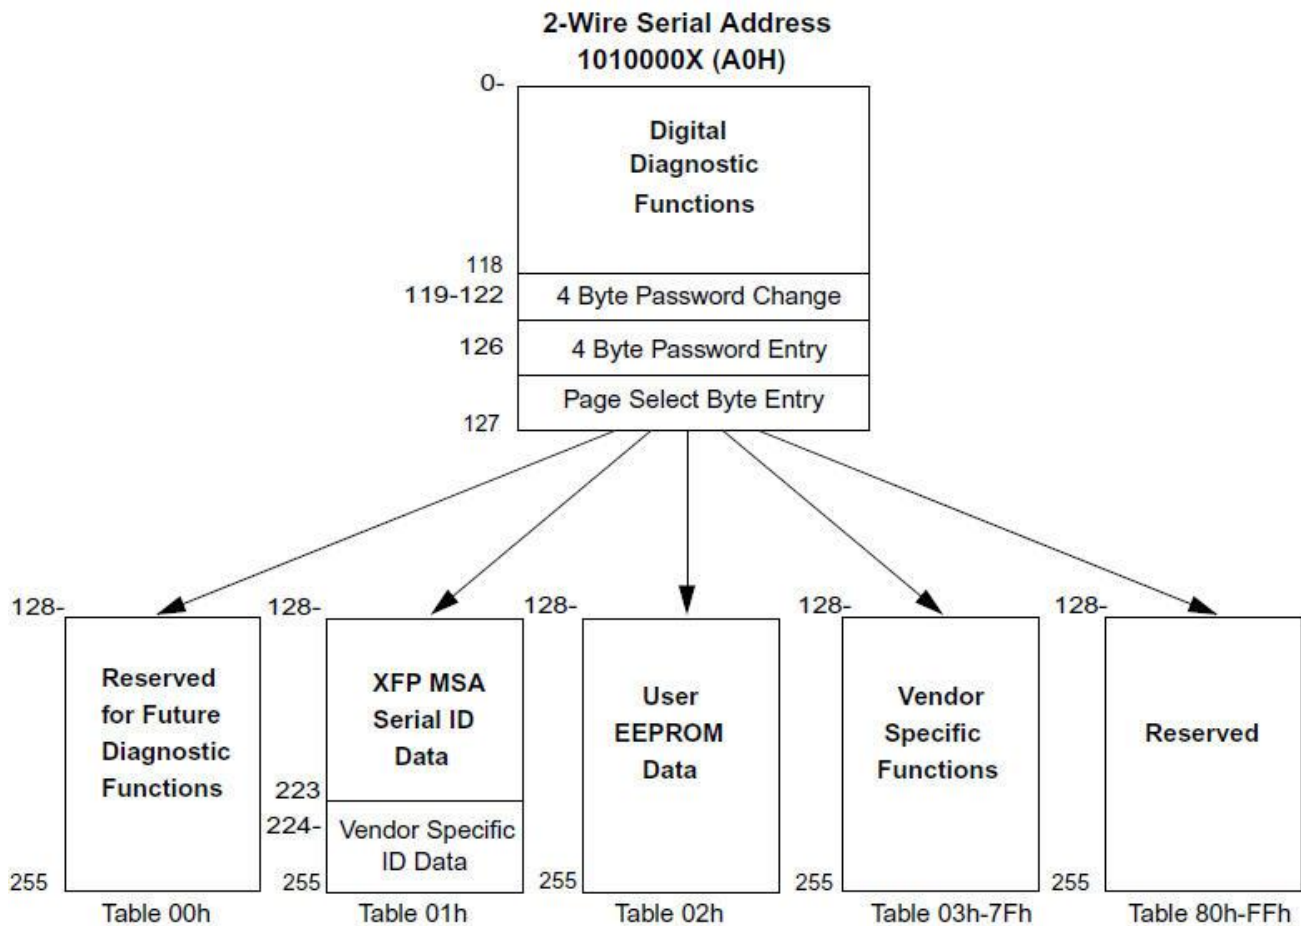 2-Wire Serial Address
1010000X (A0H)
0-
Digital
Diagnostic
Functions
118
119-122
4 Byte Password Change
126
4 Byte Password Entry
Page Select Byte Entry
127
128-
128-
128-
128-
128-
Reserved
for Future
Diagnostic
Functions
XFP MSA
Serial ID
Data
223
224-
Vendor Specific
ID Data
User
EEPROM
Data
Vendor
Specific
Functions
Reserved
255
255
255
255
255
Table 00h
Table 01h
Table 02h
Table 03h-7Fh
Table 80h-FFh